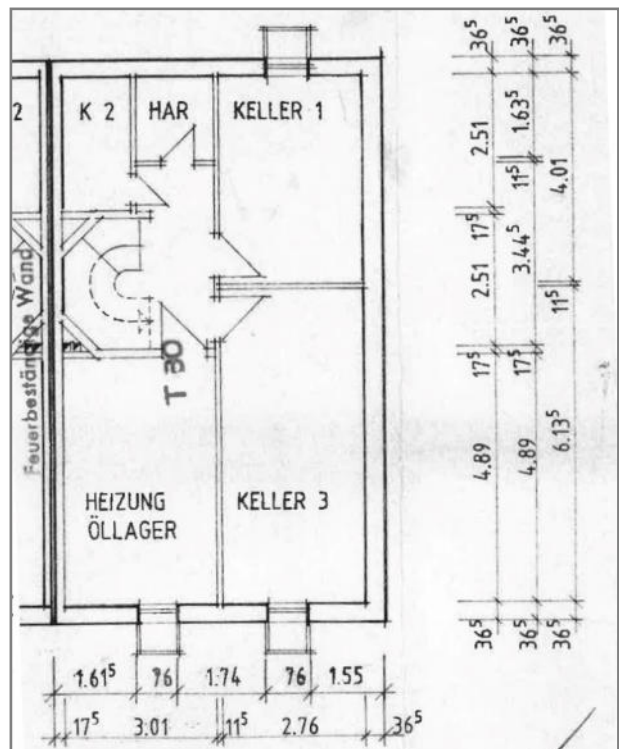 2
K 2
HAR
KELLER 1
Feuerbeständige Wand
T 30
HEIZUNG
ÖLLAGER
KELLER 3
36⁵ 36⁵ 36⁵
2.51 1.63⁵ 4.01
11⁵
17⁵
2.51 3.44⁵
11⁵
17⁵ 17⁵
4.89 4.89 6.13⁵
36⁵ 36⁵ 36⁵
1.61⁵ 76 1.74 76 1.55
17⁵ 3.01 11⁵ 2.76 36⁵